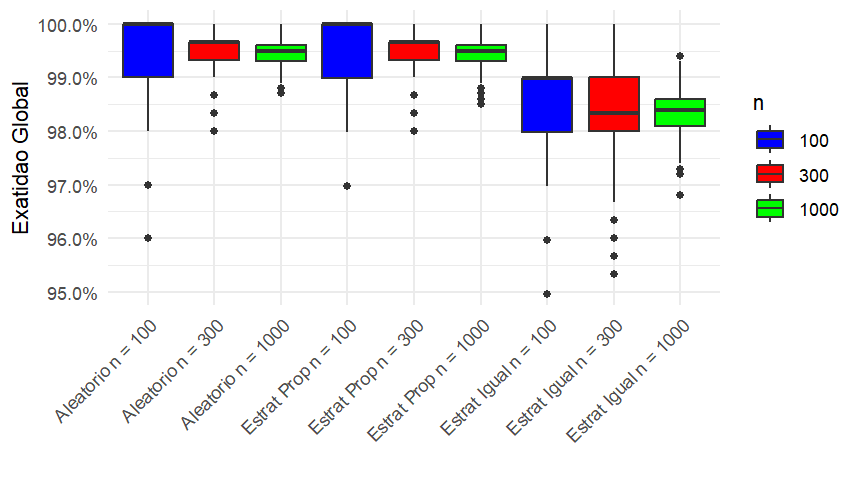 100.0%
99.0%
98.0%
97.0%
96.0%
95.0%
Exatidao Global
Aleatorio n = 100
Aleatorio n = 300
Aleatorio n = 1000
Estrat Prop n = 100
Estrat Prop n = 300
Estrat Prop n = 1000
Estrat Igual n = 100
Estrat Igual n = 300
Estrat Igual n = 1000
n
100
300
1000